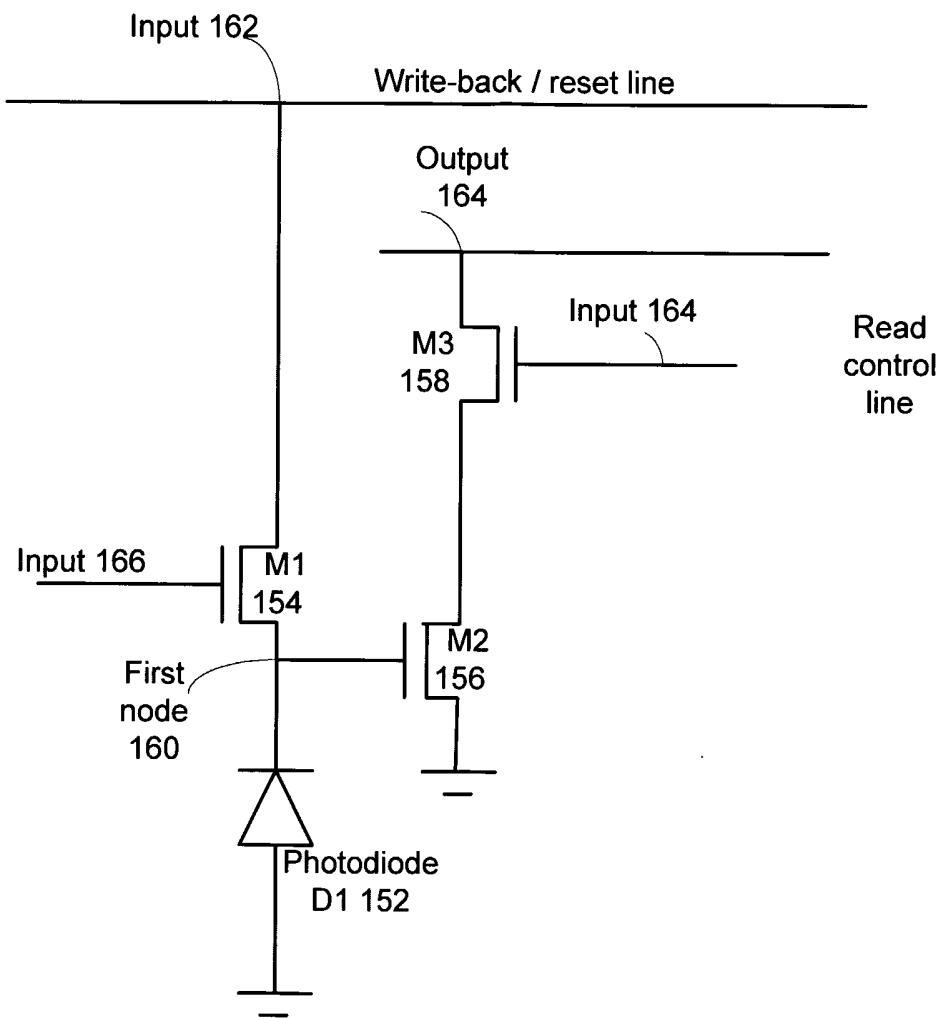 Input 162
Write-back / reset line
Output
164
Input 164
M3
158
Read
control
line
Input 166
M1
154
M2
156
First
node
160
Photodiode
D1 152